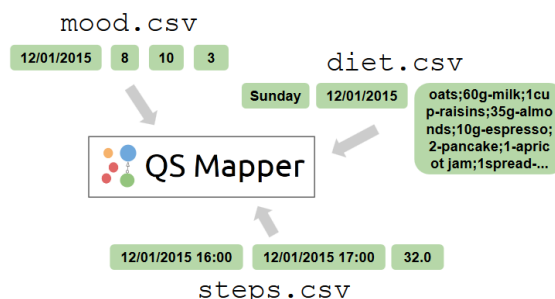 mood.csv
12/01/2015 8 10 3
diet.csv
Sunday 12/01/2015
oats;60g-milk;1cu
p-raisins;35g-almo
nds;10g-espresso;
2-pancake;1-apric
ot jam;1spread-...
QS Mapper
12/01/2015 16:00 12/01/2015 17:00 32.0
steps.csv